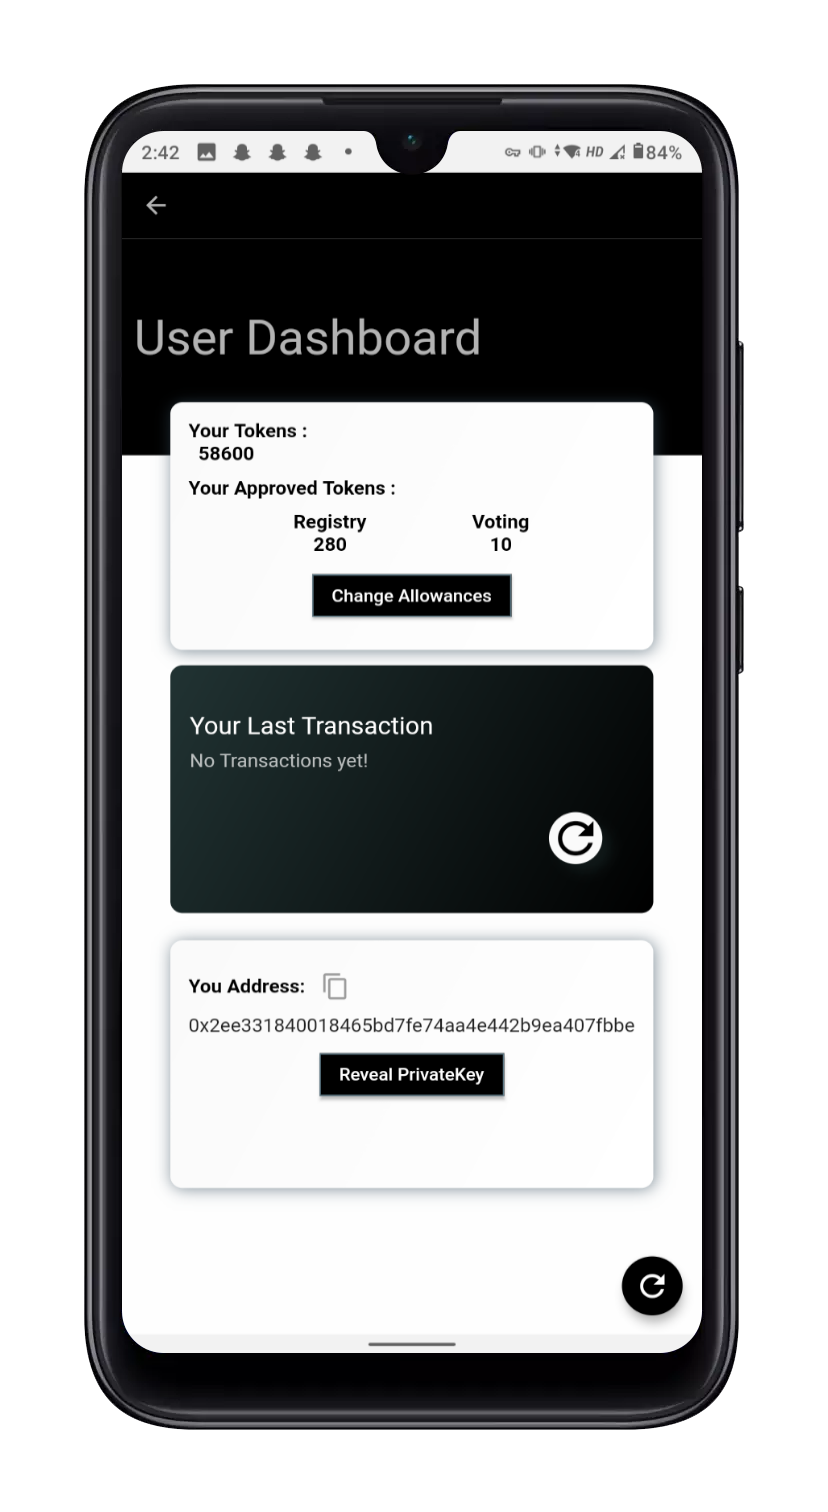 2:42 HD 84%
User Dashboard
Your Tokens :
58600
Your Approved Tokens :
Registry Voting
280 10
Change Allowances
Your Last Transaction
No Transactions yet!
You Address:
0x2ee331840018465bd7fe74aa4e442b9ea407fbbe
Reveal PrivateKey